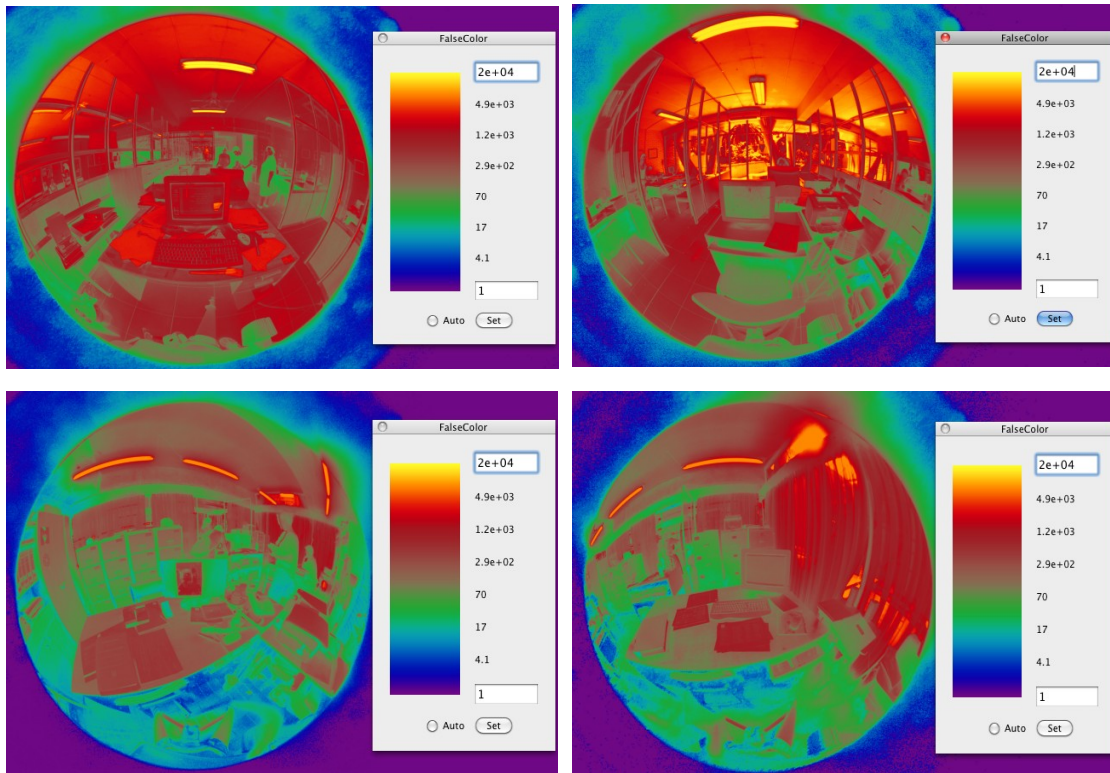 FalseColor
2e+04
4.9e+03
1.2e+03
2.9e+02
70
17
4.1
1
Auto Set
FalseColor
2e+04
4.9e+03
1.2e+03
2.9e+02
70
17
4.1
1
Auto Set
FalseColor
2e+04
4.9e+03
1.2e+03
2.9e+02
70
17
4.1
1
Auto Set
FalseColor
2e+04
4.9e+03
1.2e+03
2.9e+02
70
17
4.1
1
Auto Set